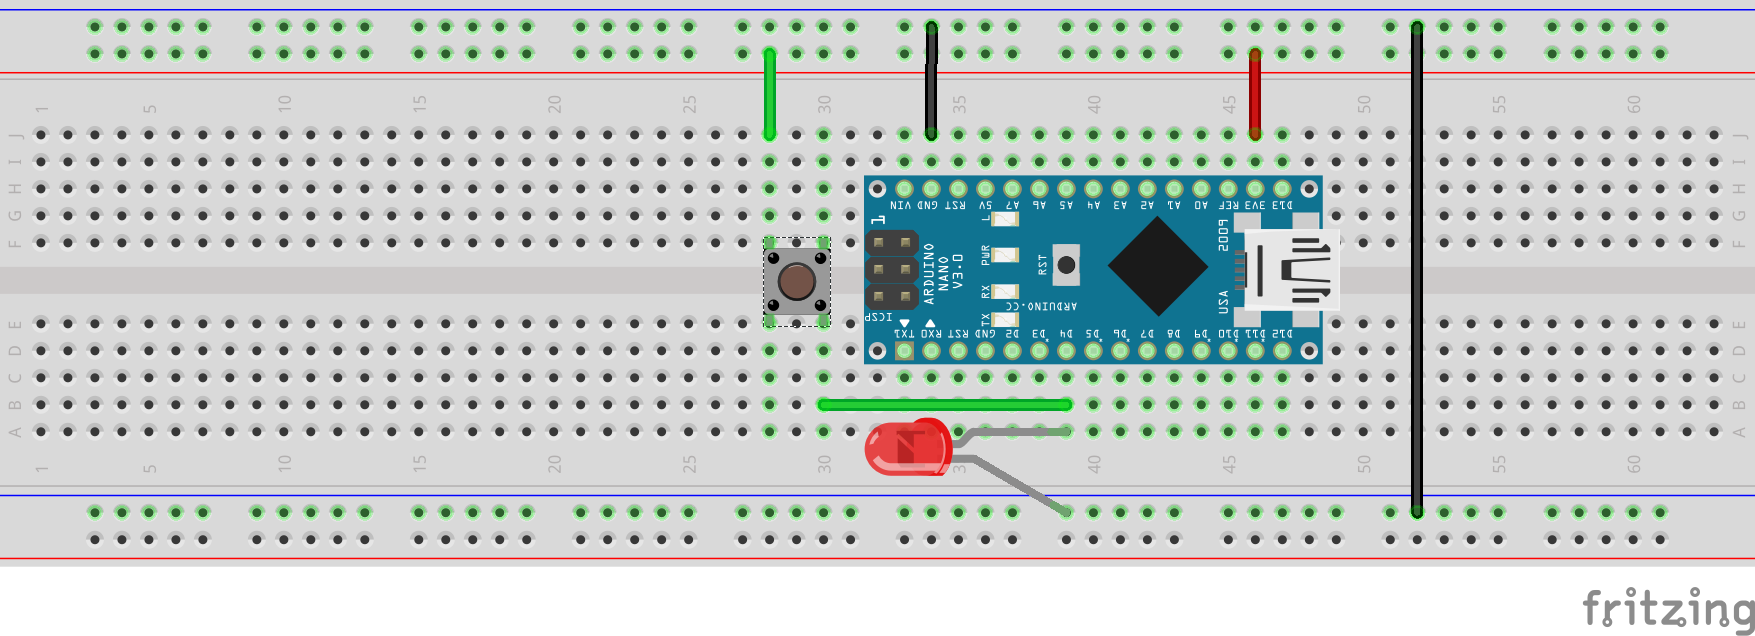 1 5 10 15 20 25 30 35 40 45 50 55 60
J J
I I
H H
G G
F F
VIN GND RST 5V A7 A6 A5 A4 A3 A2 A1 A0 REF 3V3 D13
L
PWR
RX
TX
RST
ARDUINO
NANO
V3.0
ARDUINO.CC
2009
USA
ICSP
TX1 RX0 RST GND D2 D3 D4 D5 D6 D7 D8 D9 D10 D11 D12
E E
D D
C C
B B
A A
1 5 10 15 20 25 30 3 40 45 50 55 60
fritzing